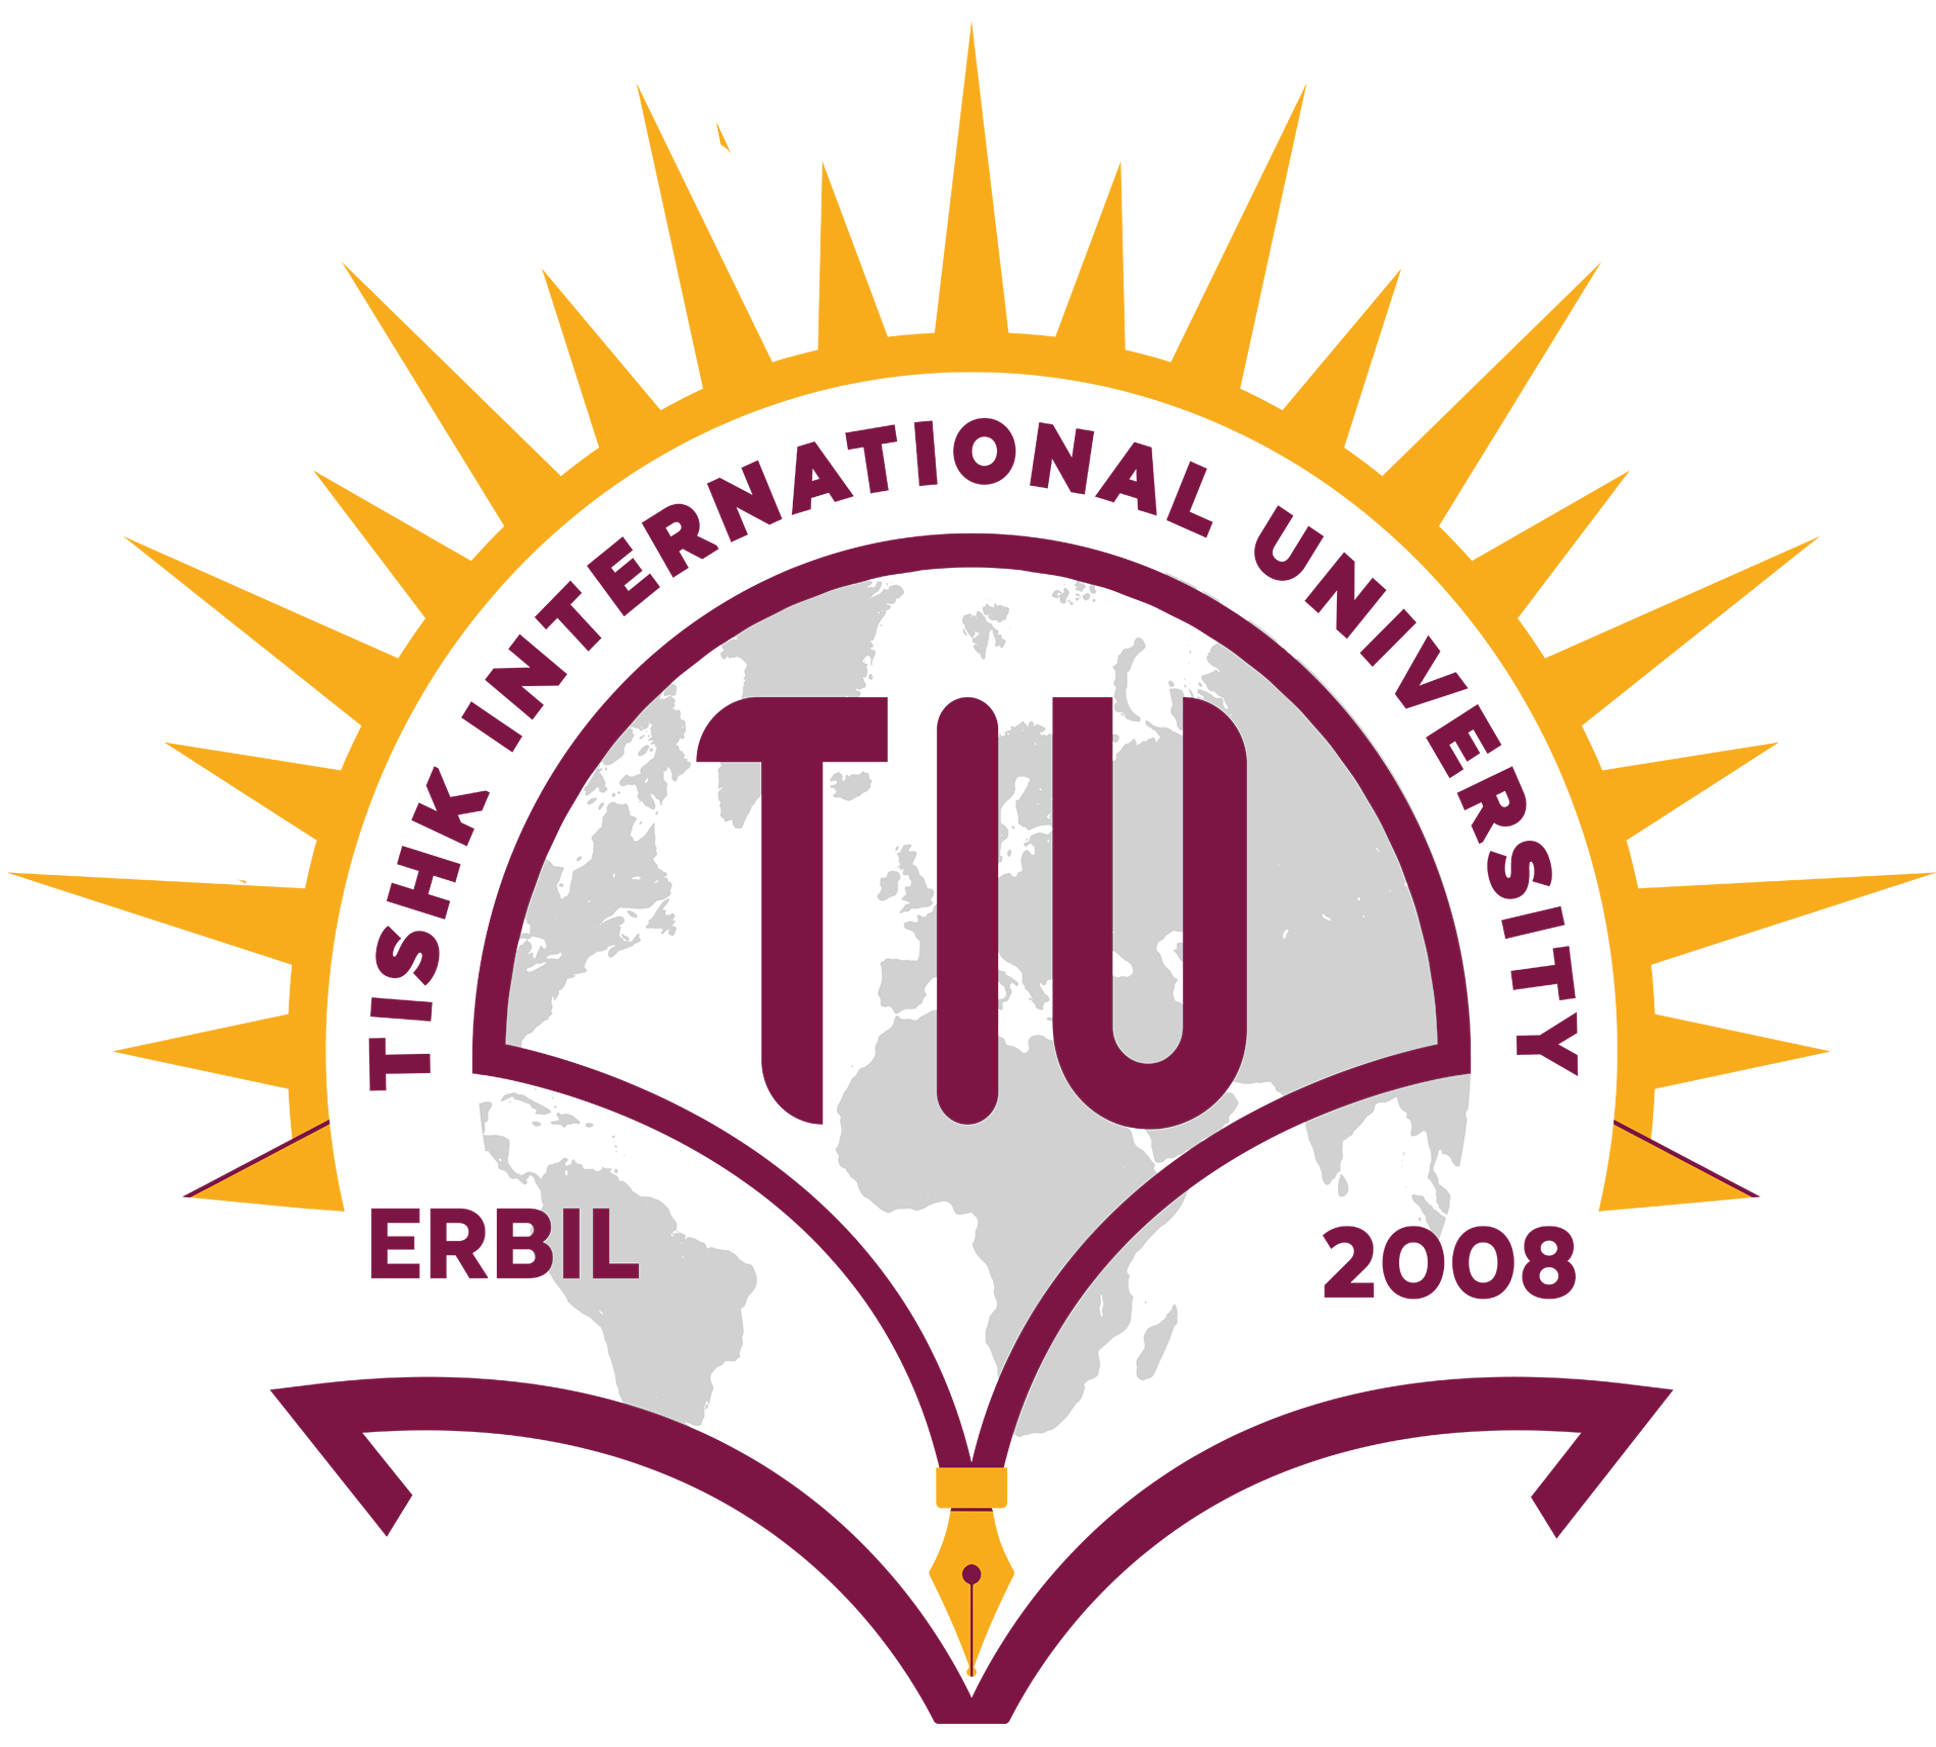 TISHK INTERNATIONAL UNIVERSITY
TIU
ERBIL
2008